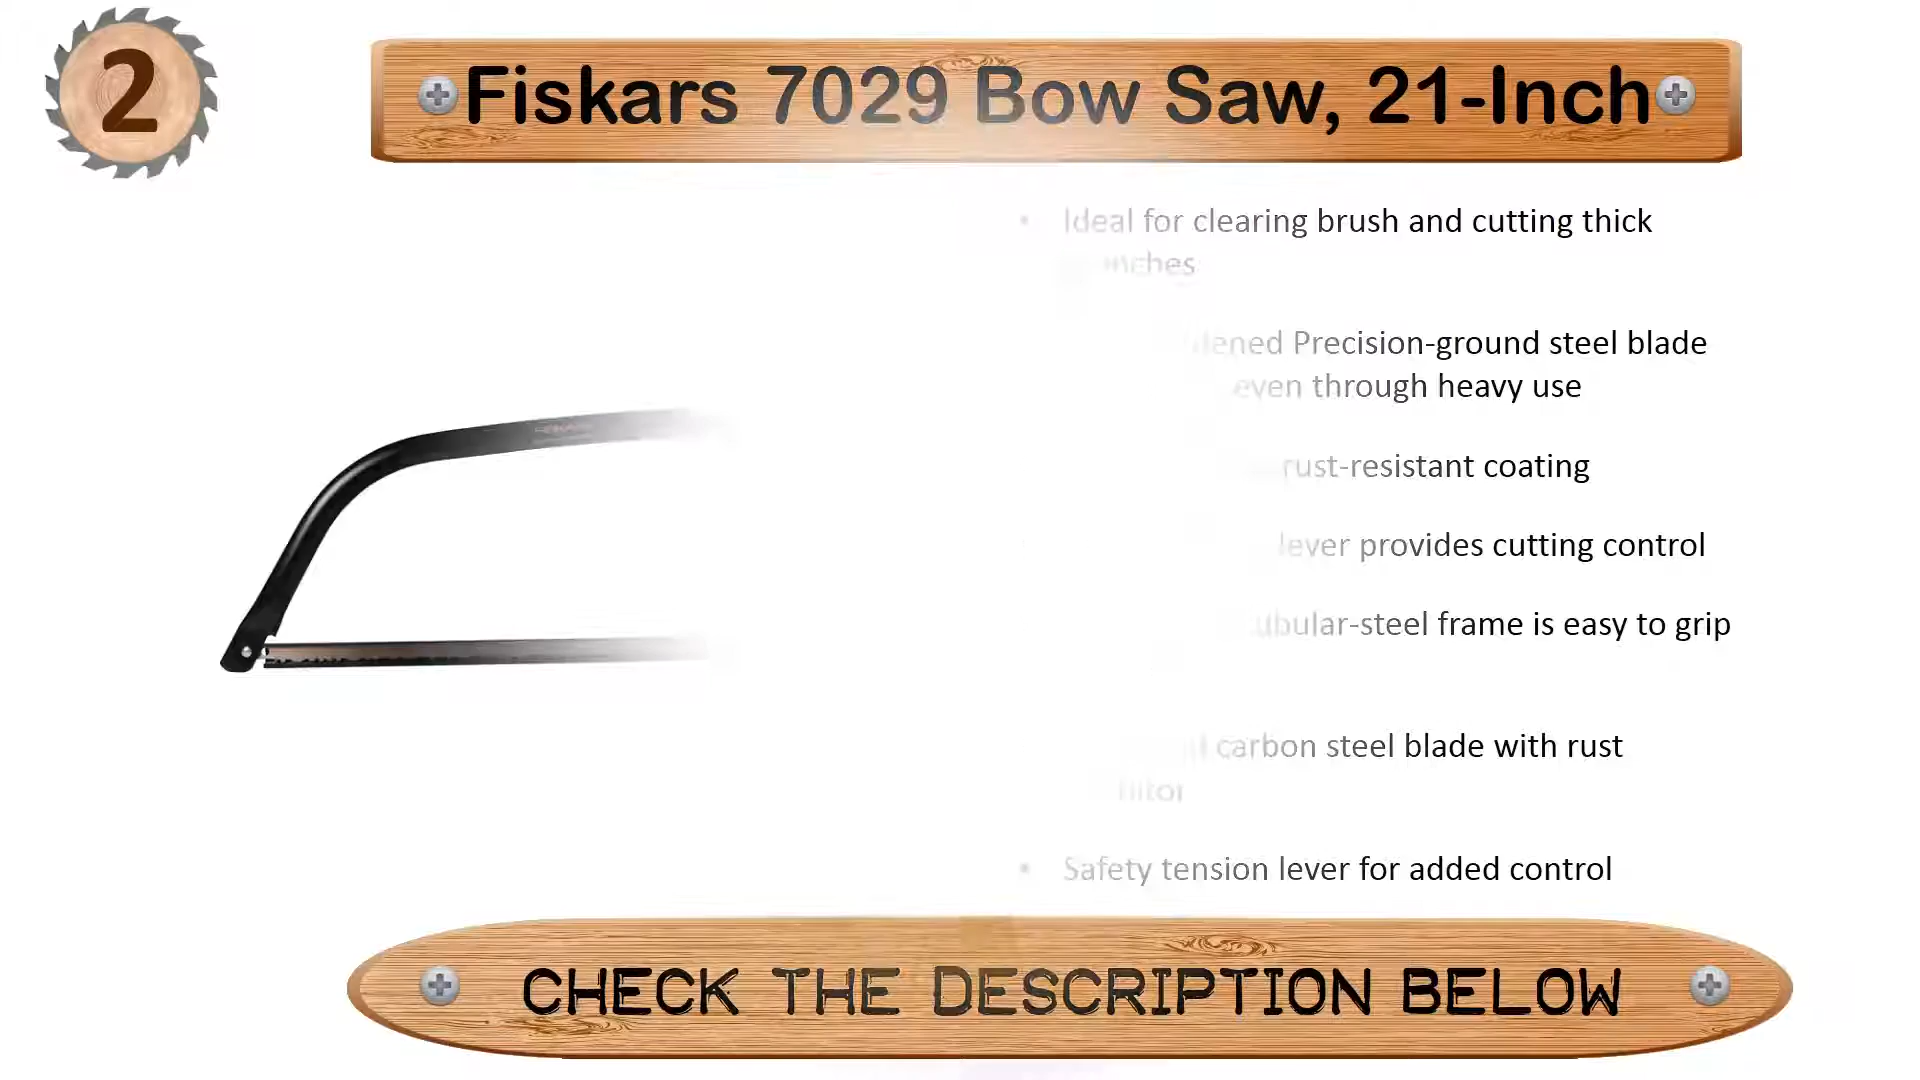 2
Fiskars 7029 Bow Saw, 21-Inch
• Ideal for clearing brush and cutting thick
Precision-ground steel blade
even through heavy use
rust-resistant coating
lever provides cutting control
frame is easy to grip
carbon steel blade with rust
• Safety tension lever for added control
CHECK THE DESCRIPTION BELOW